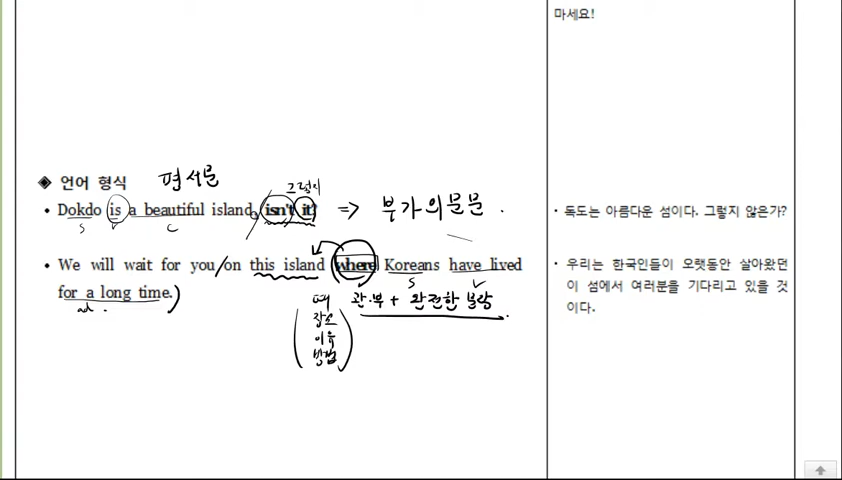 마세요!
◈ 언어 형식 평서문
그렇지
• Dokdo is a beautiful island, isn't it? => 부가의문문.
S V C
• 독도는 아름다운 섬이다. 그렇지 않은가?
• We will wait for you / on this island where Koreans have lived
S V
for a long time.)
ad.
관·부 + 완전한 문장
장소
이유
방법
• 우리는 한국인들이 오랫동안 살아왔던
이 섬에서 여러분을 기다리고 있을 것
이다.